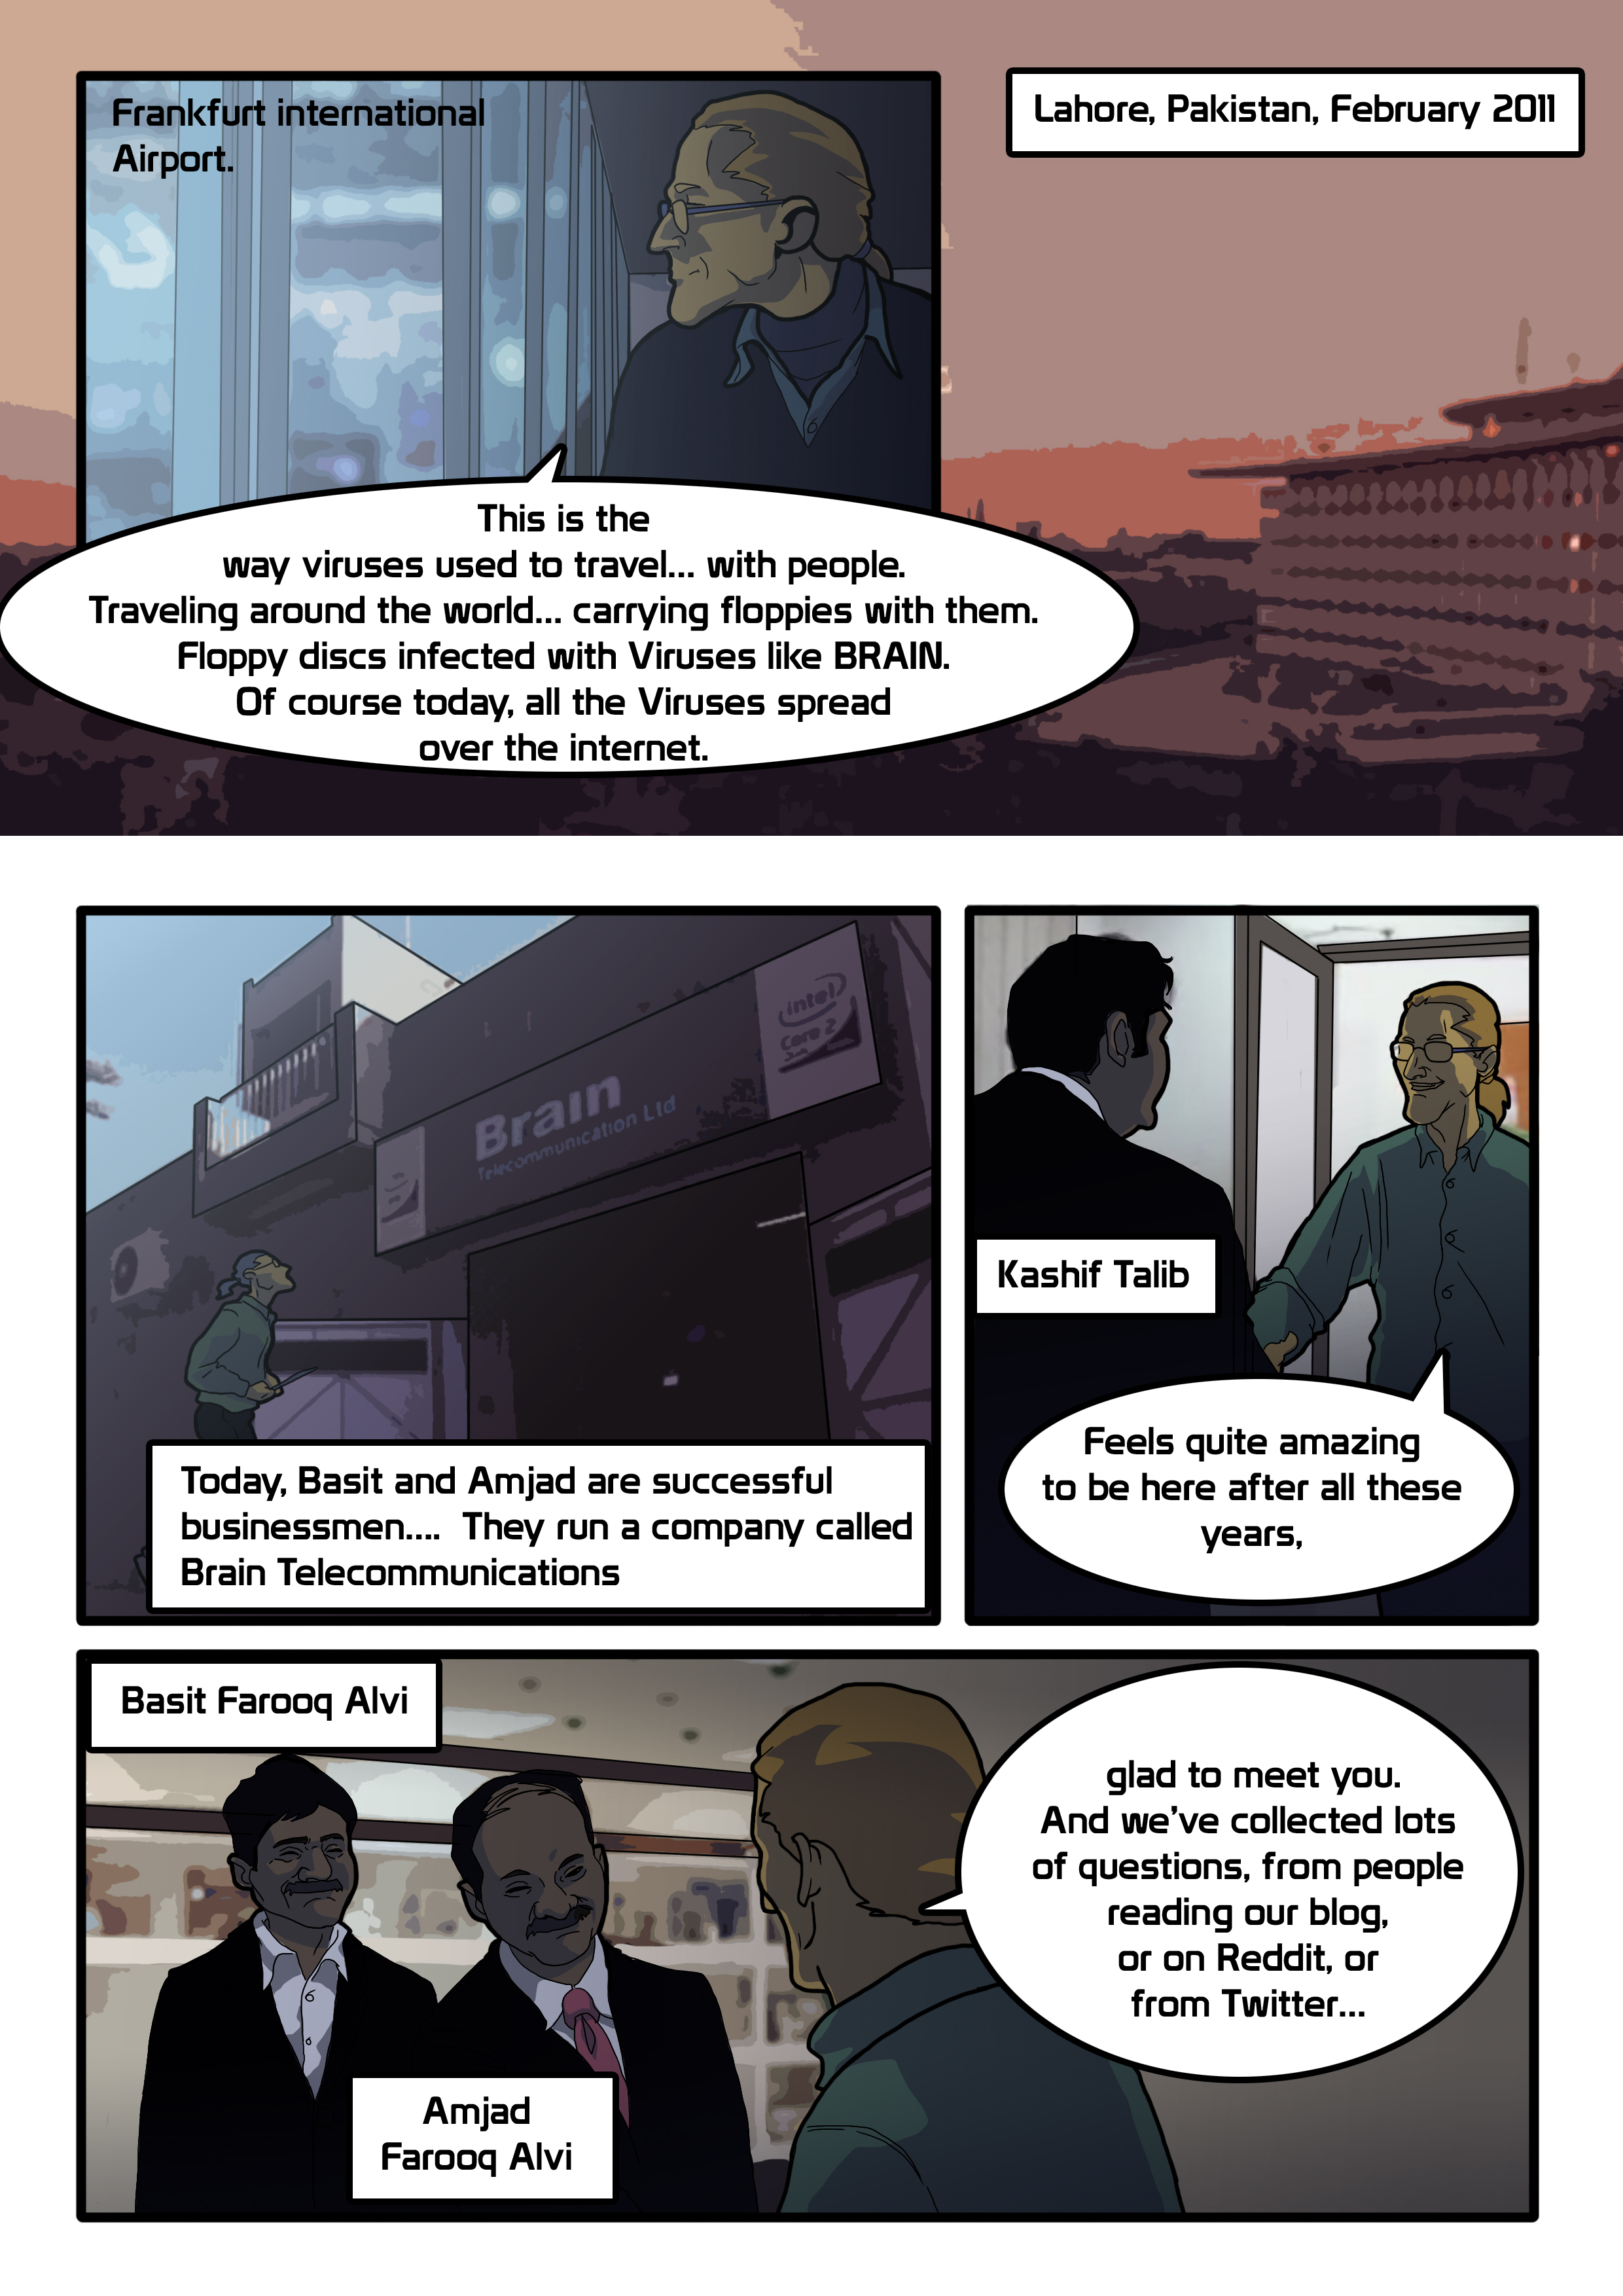 Frankfurt international
Airport.
Lahore, Pakistan, February 2011
This is the
way viruses used to travel... with people.
Traveling around the world... carrying floppies with them.
Floppy discs infected with Viruses like BRAIN.
Of course today, all the Viruses spread
over the internet.
intel
Core 2
Brain
Telecommunication Ltd
Today, Basit and Amjad are successful
businessmen.... They run a company called
Brain Telecommunications
Kashif Talib
Feels quite amazing
to be here after all these
years,
Basit Farooq Alvi
glad to meet you.
And we've collected lots
of questions, from people
reading our blog,
or on Reddit, or
from Twitter...
Amjad
Farooq Alvi